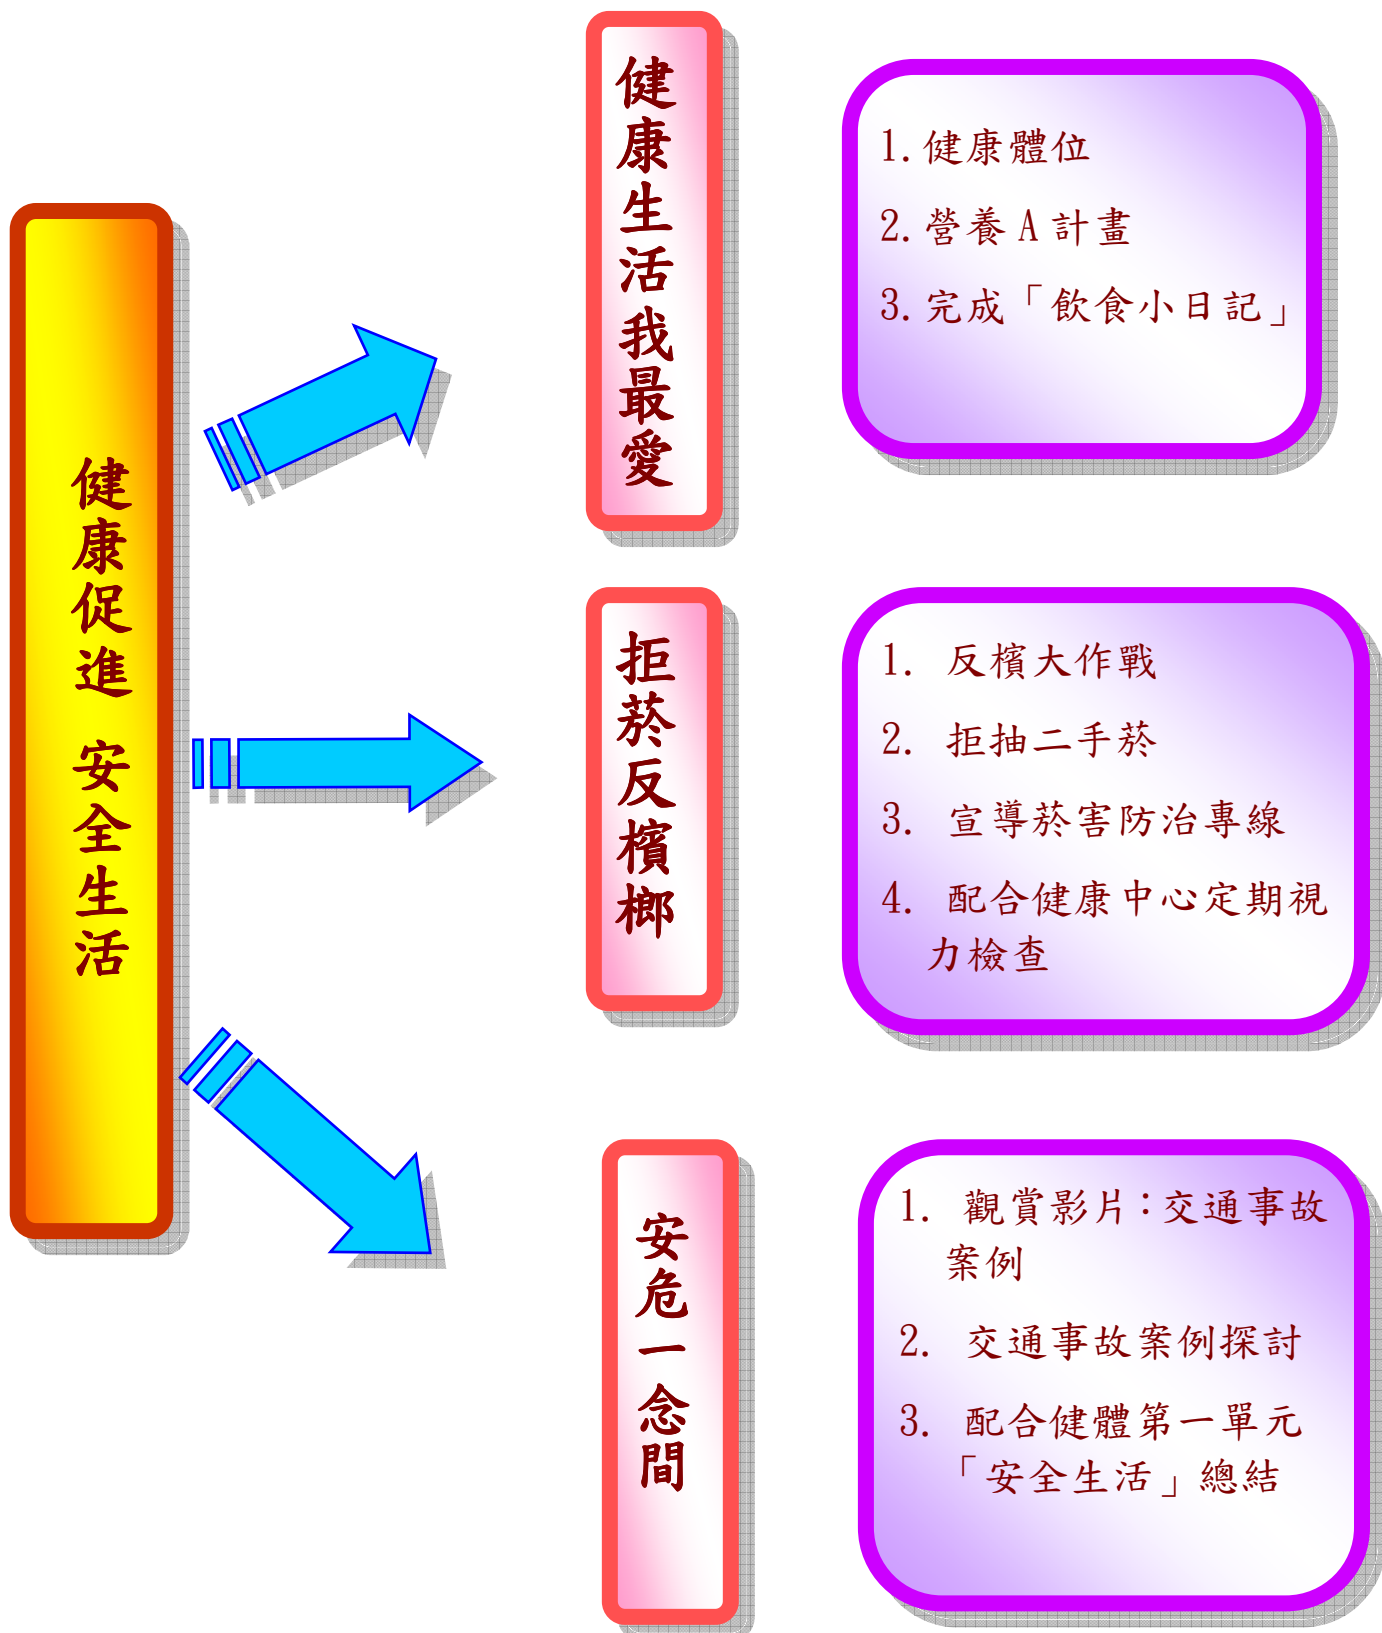 健康促進 安全生活
健康生活我最愛
1.健康體位
2.營養A計畫
3.完成「飲食小日記」
拒菸反檳榔
1. 反檳大作戰
2. 拒抽二手菸
3. 宣導菸害防治專線
4. 配合健康中心定期視
力檢查
安危一念間
1. 觀賞影片：交通事故
案例
2. 交通事故案例探討
3. 配合健體第一單元
「安全生活」總結